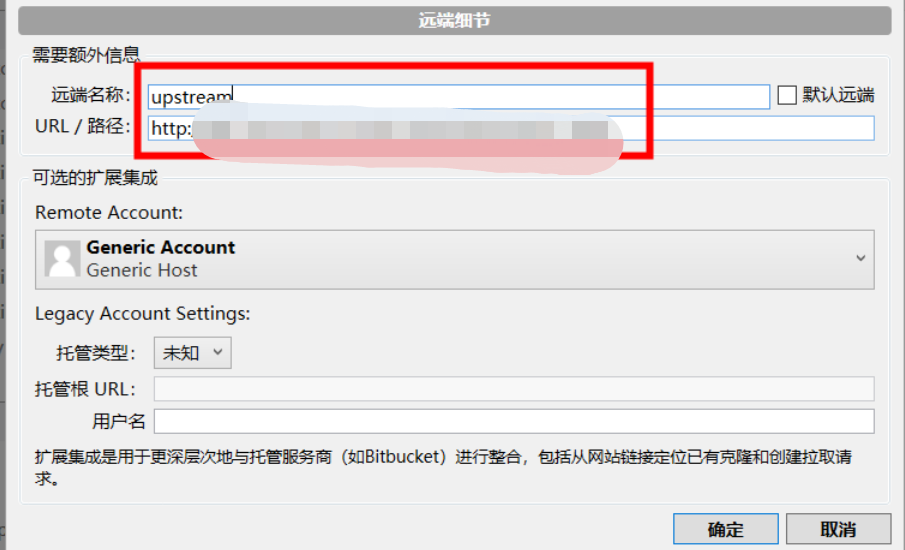 远端细节
需要额外信息
远端名称： upstream 默认远端
URL / 路径： http:
可选的扩展集成
Remote Account:
Generic Account
Generic Host
Legacy Account Settings:
托管类型： 未知
托管根 URL：
用户名
扩展集成是用于更深层次地与托管服务商（如Bitbucket）进行整合，包括从网站链接定位已有克隆和创建拉取请
求。
确定 取消